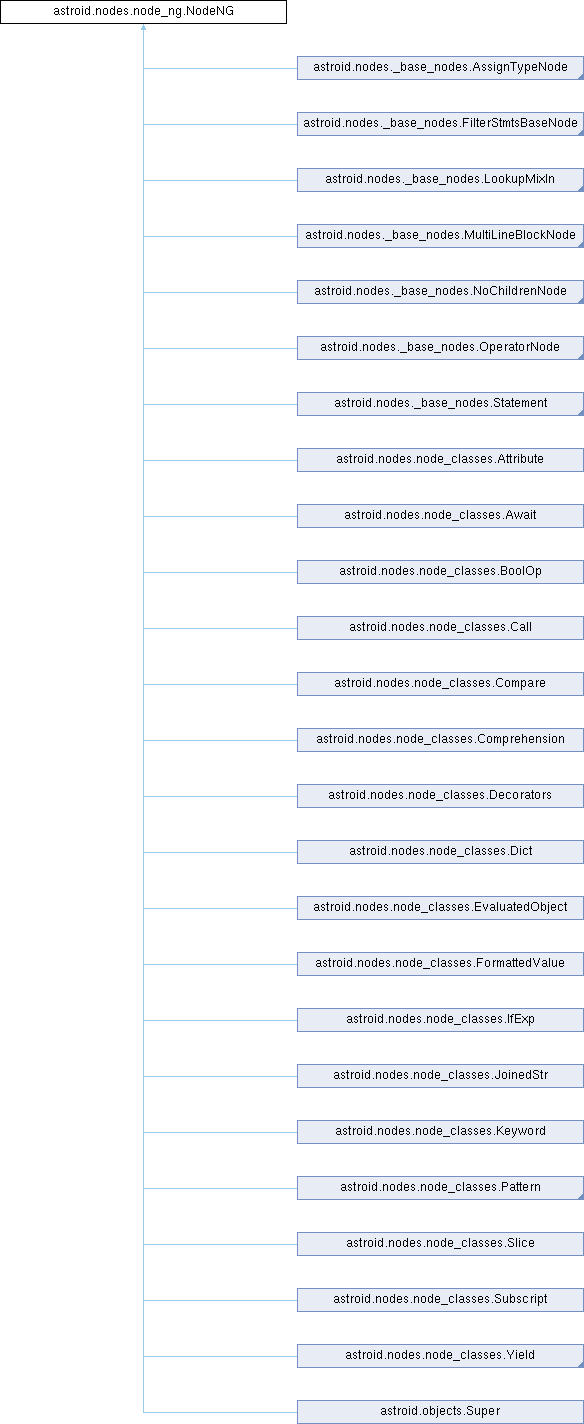 astroid.nodes.node_ng.NodeNG
astroid.nodes._base_nodes.AssignTypeNode
astroid.nodes._base_nodes.FilterStmtsBaseNode
astroid.nodes._base_nodes.LookupMixIn
astroid.nodes._base_nodes.MultiLineBlockNode
astroid.nodes._base_nodes.NoChildrenNode
astroid.nodes._base_nodes.OperatorNode
astroid.nodes._base_nodes.Statement
astroid.nodes.node_classes.Attribute
astroid.nodes.node_classes.Await
astroid.nodes.node_classes.BoolOp
astroid.nodes.node_classes.Call
astroid.nodes.node_classes.Compare
astroid.nodes.node_classes.Comprehension
astroid.nodes.node_classes.Decorators
astroid.nodes.node_classes.Dict
astroid.nodes.node_classes.EvaluatedObject
astroid.nodes.node_classes.FormattedValue
astroid.nodes.node_classes.IfExp
astroid.nodes.node_classes.JoinedStr
astroid.nodes.node_classes.Keyword
astroid.nodes.node_classes.Pattern
astroid.nodes.node_classes.Slice
astroid.nodes.node_classes.Subscript
astroid.nodes.node_classes.Yield
astroid.objects.Super